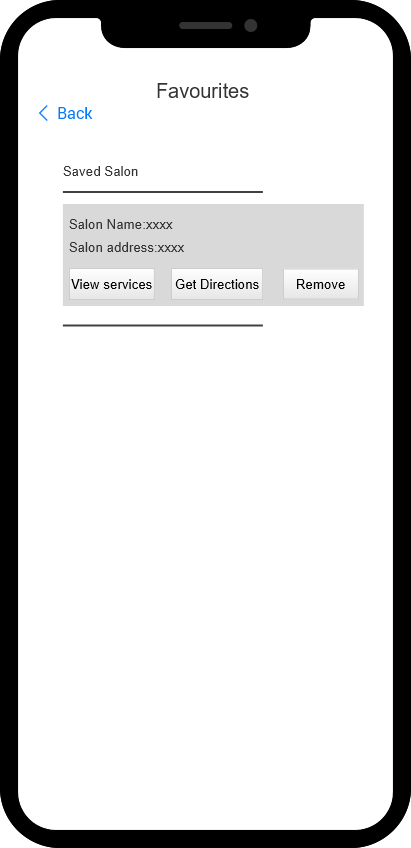 Favourites
Back
Saved Salon
Salon Name:xxxx
Salon address:xxxx
View services Get Directions Remove